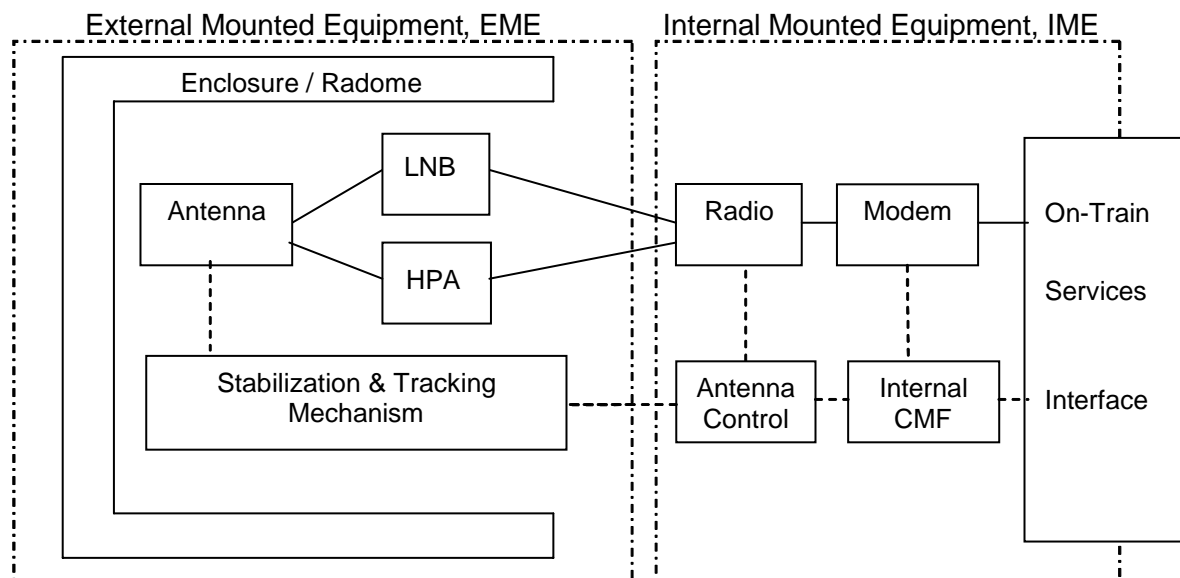 External Mounted Equipment, EME
Internal Mounted Equipment, IME
Enclosure / Radome
LNB
Antenna
Radio
Modem
On-Train
HPA
Services
Stabilization & Tracking
Mechanism
Antenna
Control
Internal
CMF
Interface